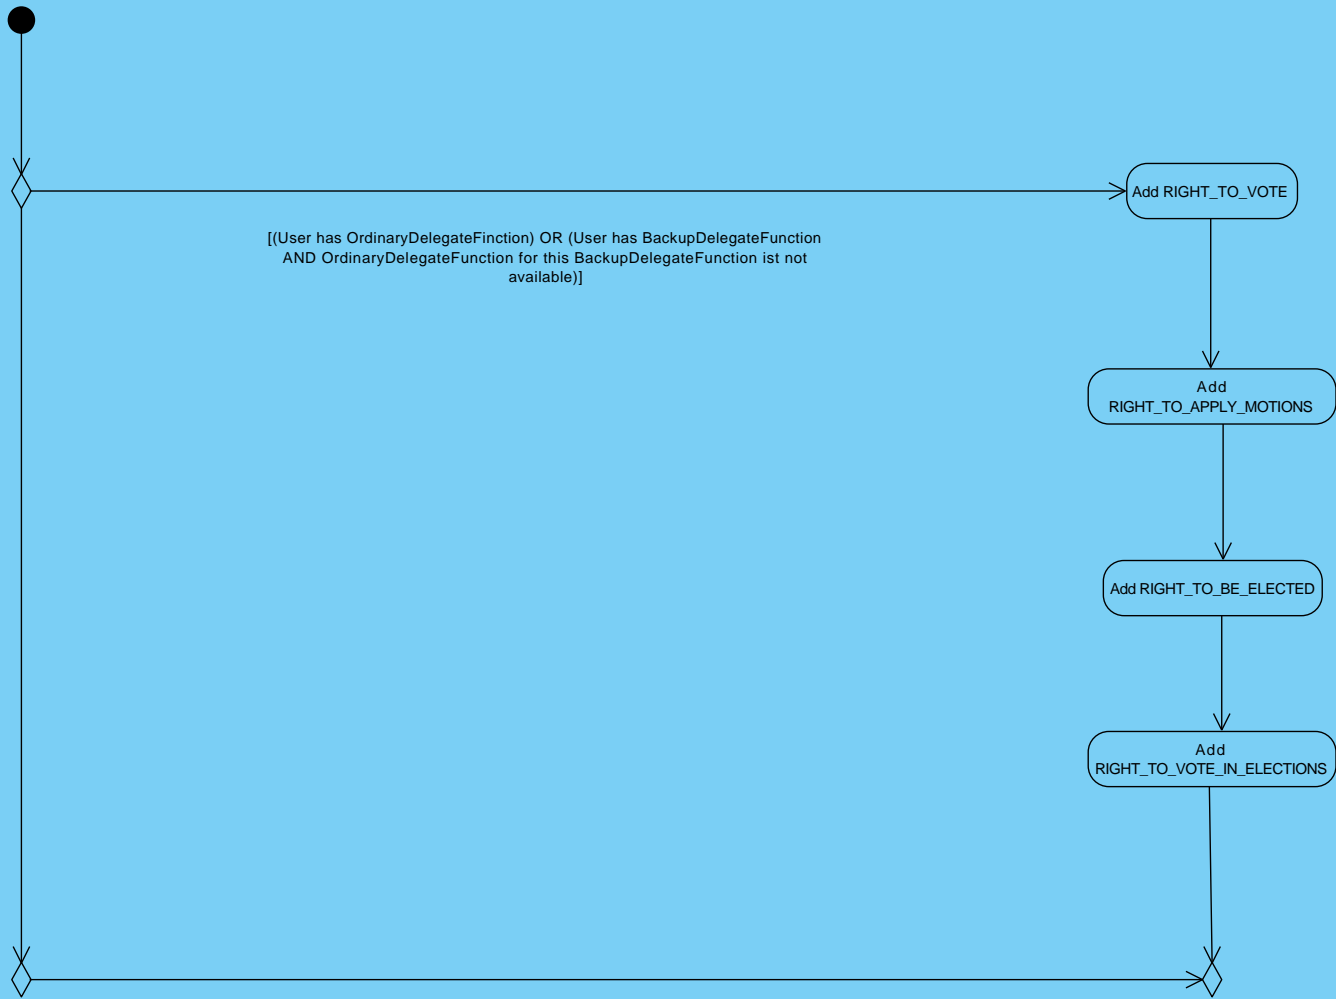 Add RIGHT_TO_VOTE
[(User has OrdinaryDelegateFinction) OR (User has BackupDelegateFunction
AND OrdinaryDelegateFunction for this BackupDelegateFunction ist not
available)]
Add
RIGHT_TO_APPLY_MOTIONS
Add RIGHT_TO_BE_ELECTED
Add
RIGHT_TO_VOTE_IN_ELECTIONS